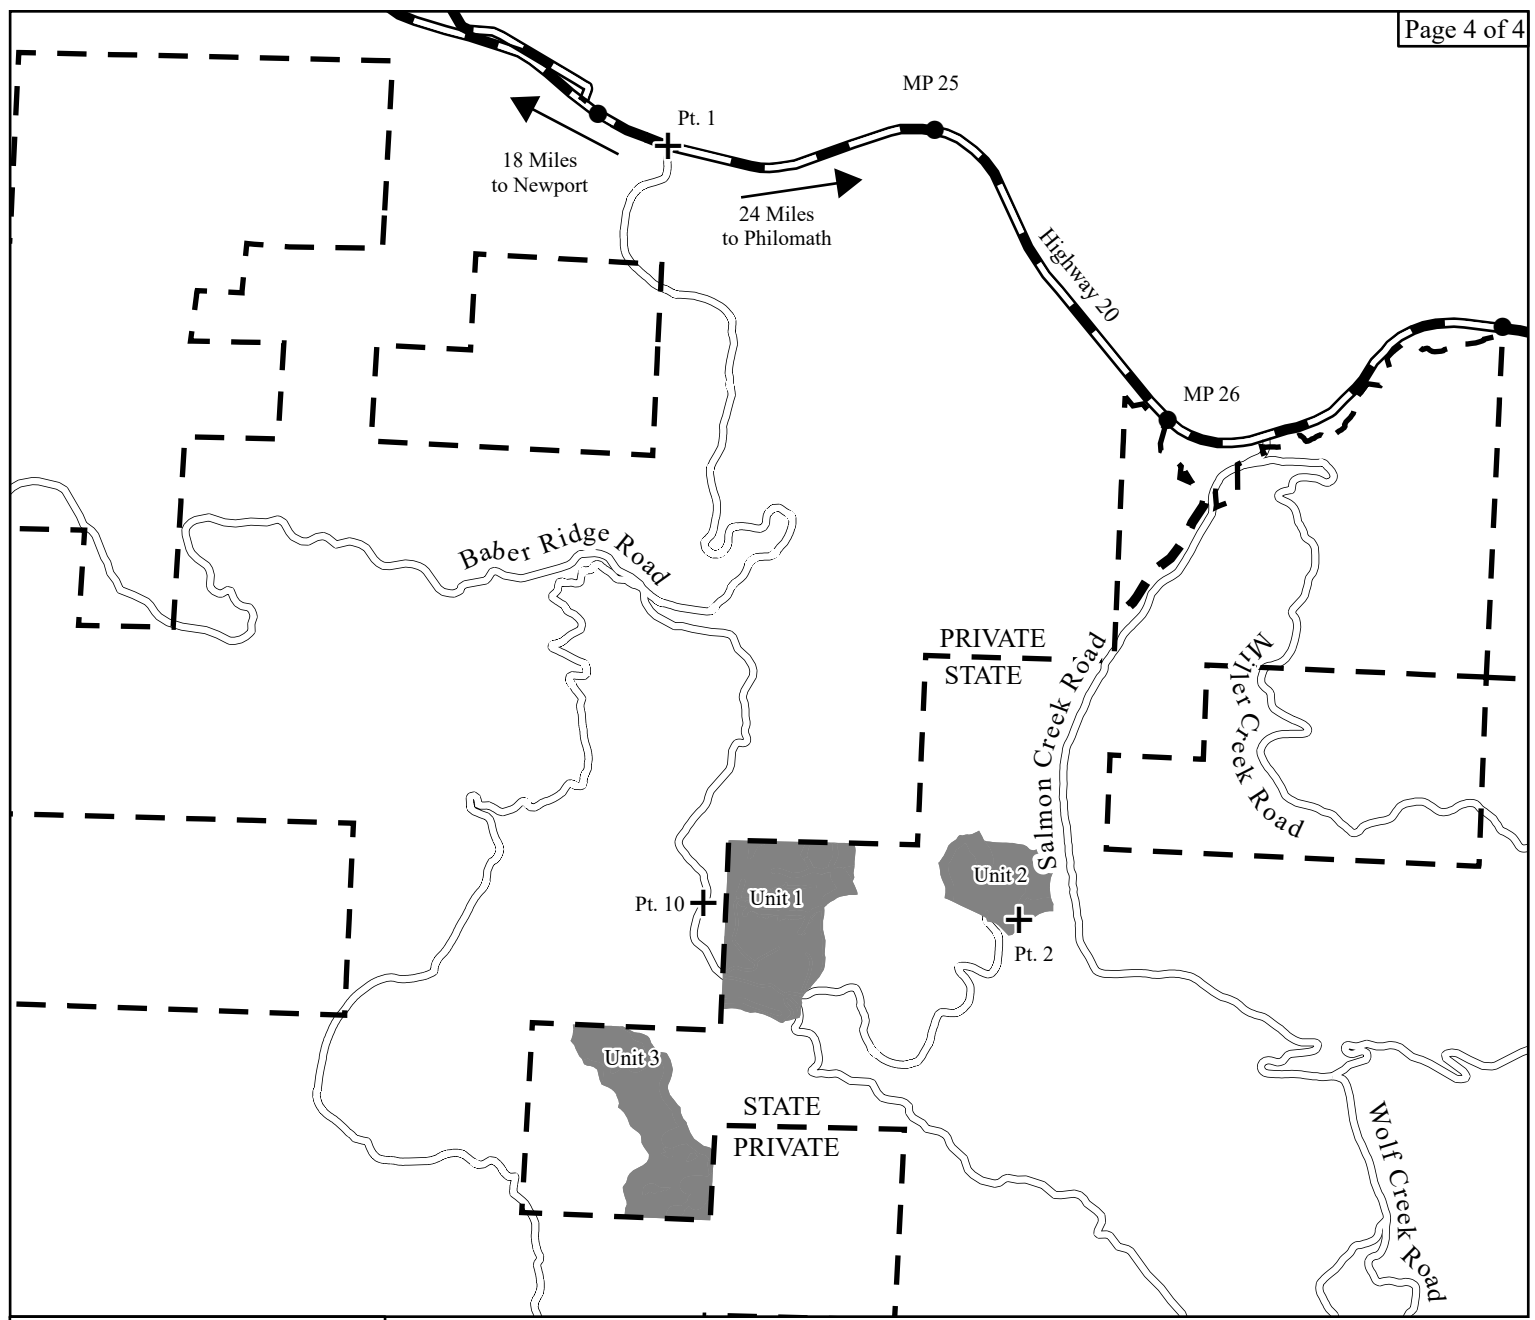 Page 4 of 4
MP 25
Pt. 1
18 Miles
to Newport
24 Miles
to Philomath
Highway 20
MP 26
Baber Ridge Road
PRIVATE
STATE
Salmon Creek Road
Miller Creek Road
Unit 1
Unit 2
Pt. 10
Pt. 2
Unit 3
STATE
PRIVATE
Wolf Creek Road